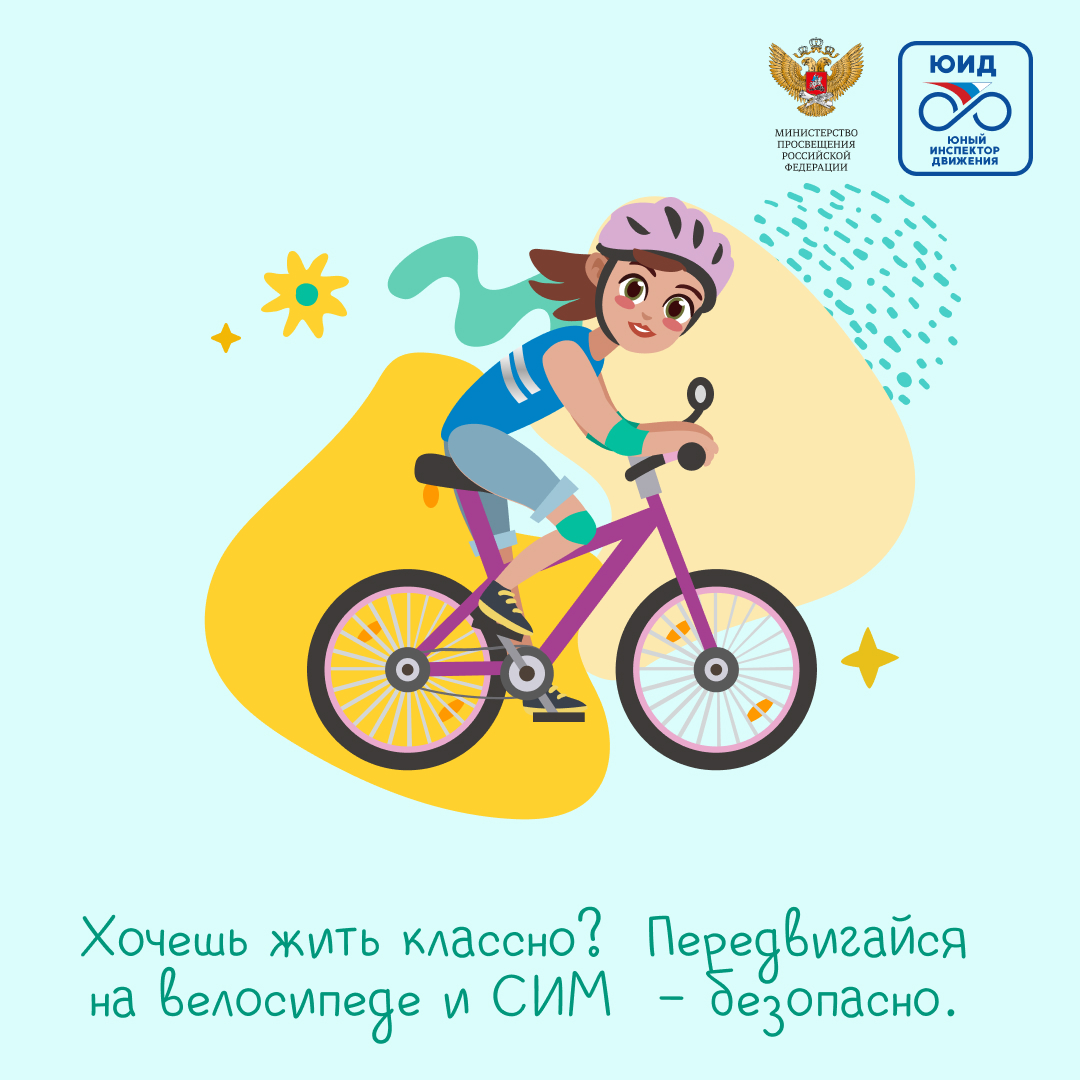 МИНИСТЕРСТВО
ПРОСВЕЩЕНИЯ
РОССИЙСКОЙ
ФЕДЕРАЦИИ
ЮИД
ЮНЫЙ
ИНСПЕКТОР
ДВИЖЕНИЯ
Хочешь жить классно? Передвигайся
на велосипеде и СИМ – безопасно.